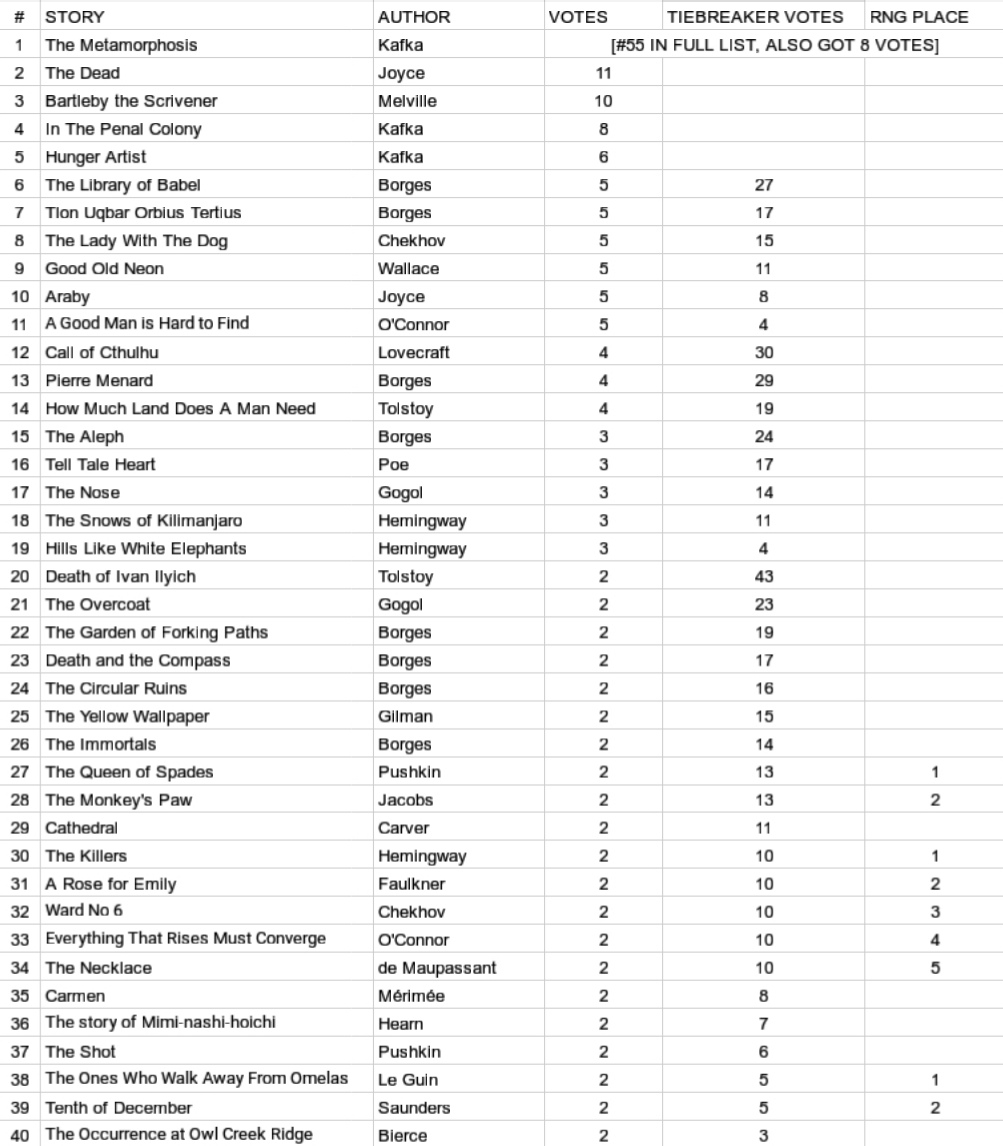 # STORY AUTHOR VOTES TIEBREAKER VOTES RNG PLACE
1 The Metamorphosis Kafka [#55 IN FULL LIST, ALSO GOT 8 VOTES]
2 The Dead Joyce 11
3 Bartleby the Scrivener Melville 10
4 In The Penal Colony Kafka 8
5 Hunger Artist Kafka 6
6 The Library of Babel Borges 5 27
7 Tlon Uqbar Orbius Tertius Borges 5 17
8 The Lady With The Dog Chekhov 5 15
9 Good Old Neon Wallace 5 11
10 Araby Joyce 5 8
11 A Good Man is Hard to Find O'Connor 5 4
12 Call of Cthulhu Lovecraft 4 30
13 Pierre Menard Borges 4 29
14 How Much Land Does A Man Need Tolstoy 4 19
15 The Aleph Borges 3 24
16 Tell Tale Heart Poe 3 17
17 The Nose Gogol 3 14
18 The Snows of Kilimanjaro Hemingway 3 11
19 Hills Like White Elephants Hemingway 3 4
20 Death of Ivan Ilyich Tolstoy 2 43
21 The Overcoat Gogol 2 23
22 The Garden of Forking Paths Borges 2 19
23 Death and the Compass Borges 2 17
24 The Circular Ruins Borges 2 16
25 The Yellow Wallpaper Gilman 2 15
26 The Immortals Borges 2 14
27 The Queen of Spades Pushkin 2 13 1
28 The Monkey's Paw Jacobs 2 13 2
29 Cathedral Carver 2 11
30 The Killers Hemingway 2 10 1
31 A Rose for Emily Faulkner 2 10 2
32 Ward No 6 Chekhov 2 10 3
33 Everything That Rises Must Converge O'Connor 2 10 4
34 The Necklace de Maupassant 2 10 5
35 Carmen Mérimée 2 8
36 The story of Mimi-nashi-hoichi Hearn 2 7
37 The Shot Pushkin 2 6
38 The Ones Who Walk Away From Omelas Le Guin 2 5 1
39 Tenth of December Saunders 2 5 2
40 The Occurrence at Owl Creek Ridge Bierce 2 3